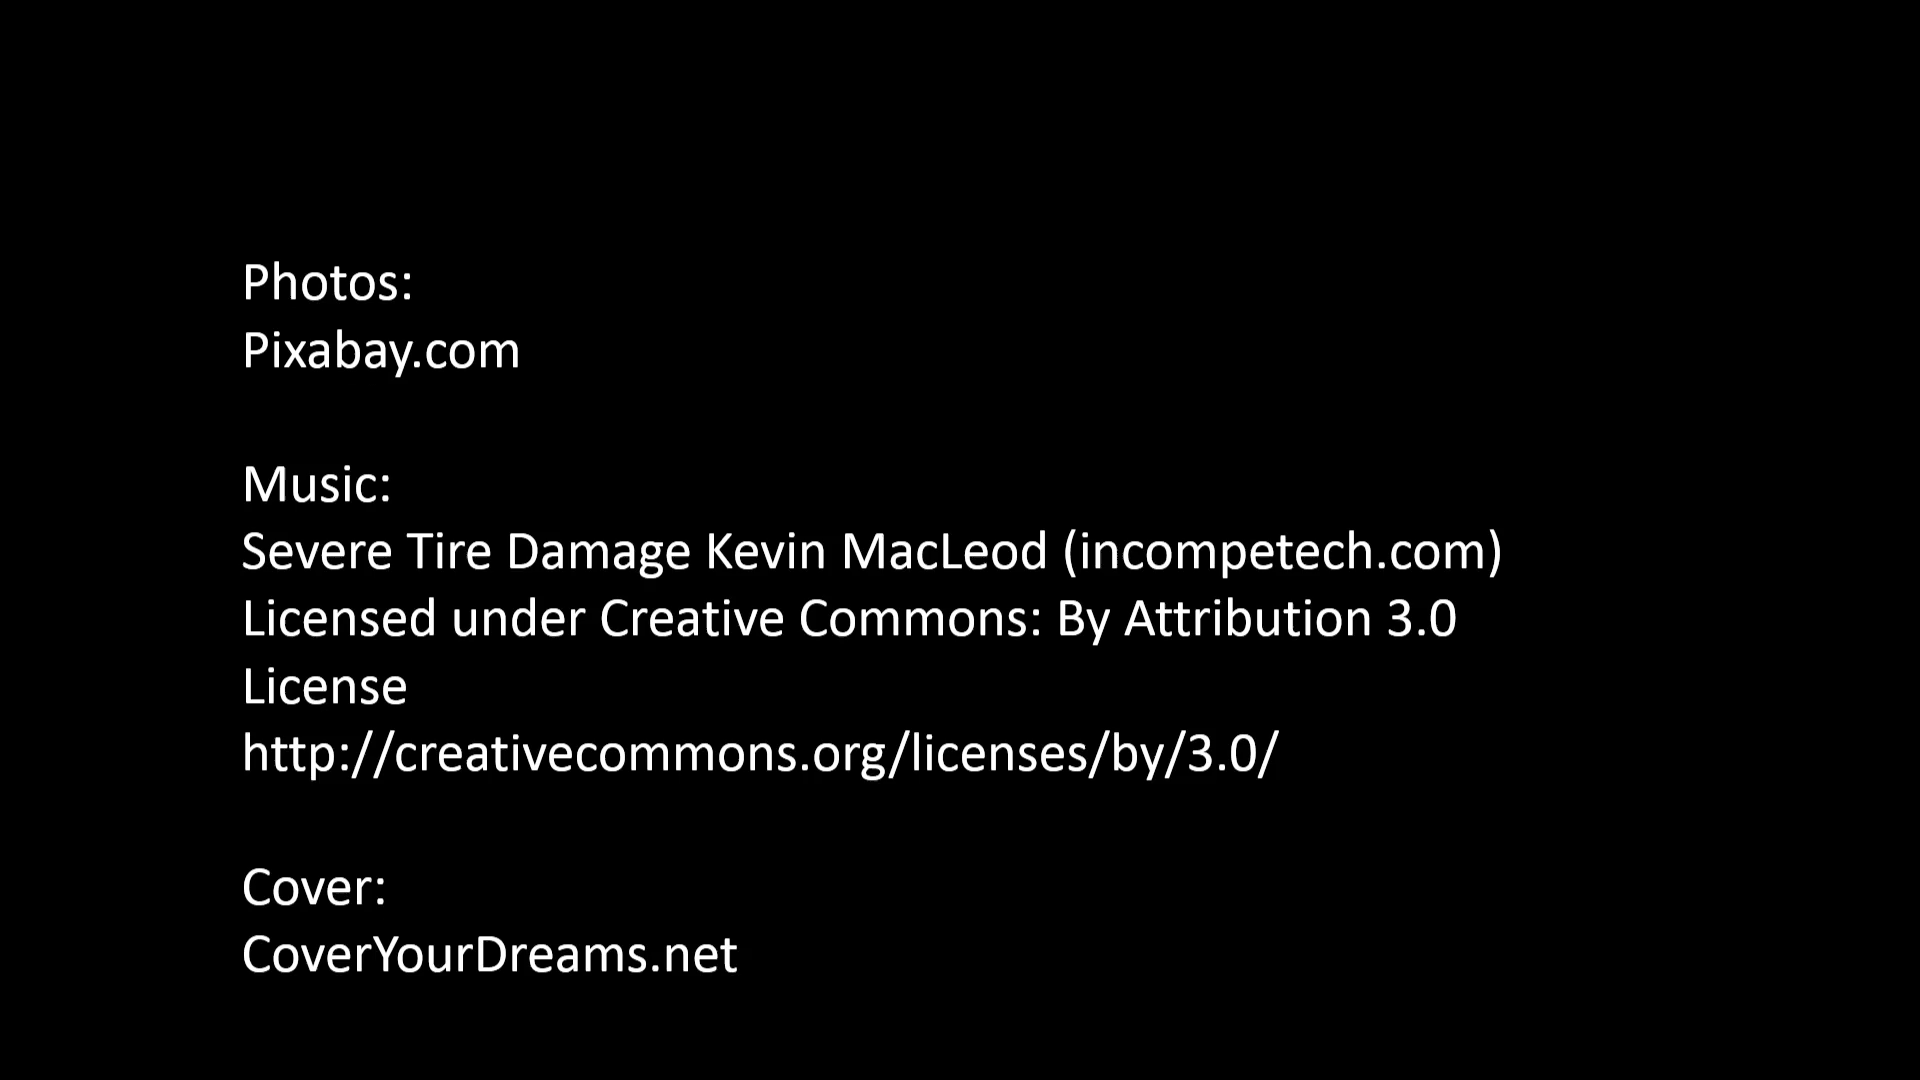 Photos:
Pixabay.com
Music:
Severe Tire Damage Kevin MacLeod (incompetech.com)
Licensed under Creative Commons: By Attribution 3.0
License
http://creativecommons.org/licenses/by/3.0/
Cover:
CoverYourDreams.net